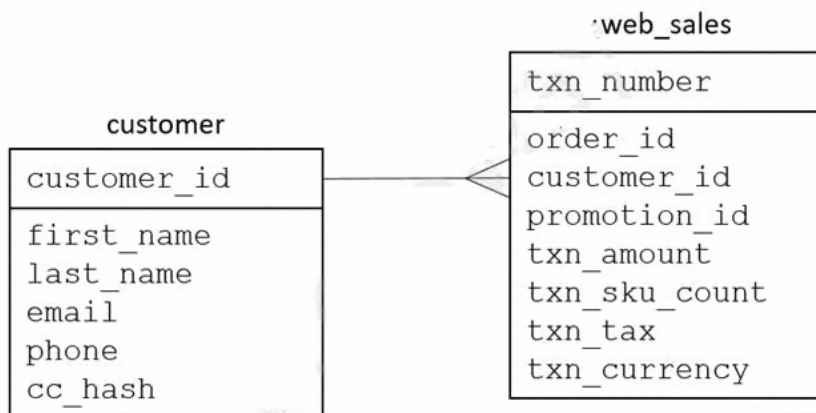 customer
customer_id
first_name
last_name
email
phone
cc_hash
web_sales
txn_number
order_id
customer_id
promotion_id
txn_amount
txn_sku_count
txn_tax
txn_currency